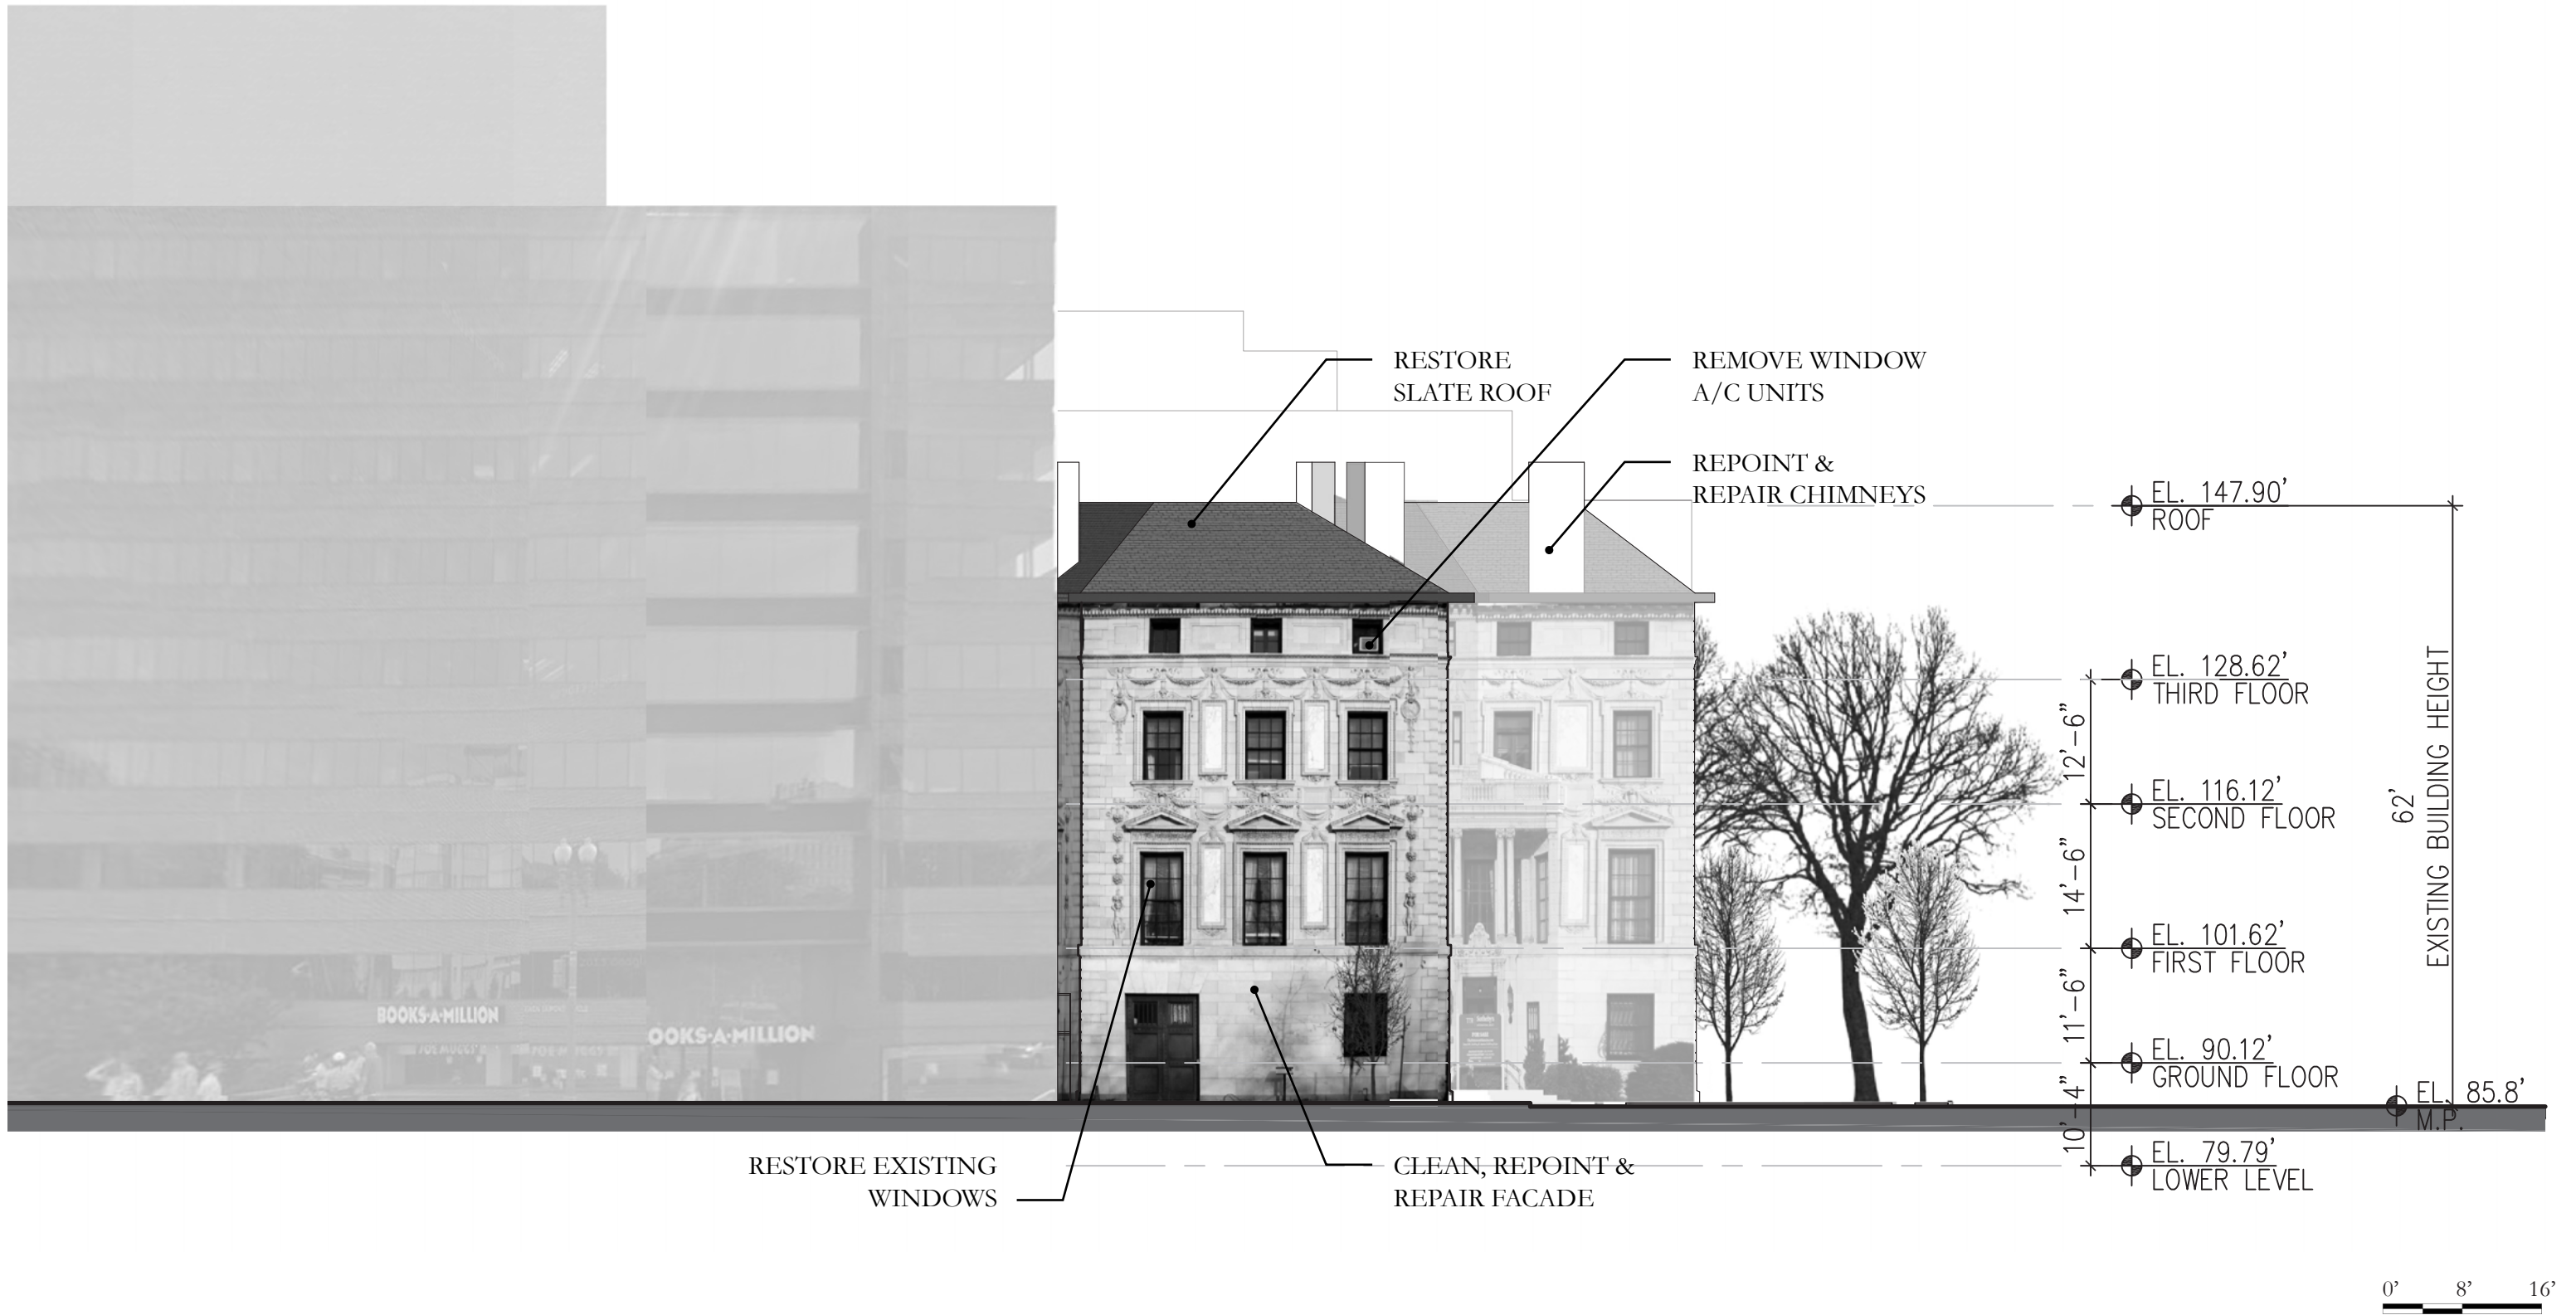 RESTORE
SLATE ROOF
REMOVE WINDOW
A/C UNITS
REPOINT &
REPAIR CHIMNEYS
EL. 147.90'
ROOF
EL. 128.62'
THIRD FLOOR
12'-6"
EL. 116.12'
SECOND FLOOR
14'-6"
EL. 101.62'
FIRST FLOOR
11'-6"
EL. 90.12'
GROUND FLOOR
10'-4"
EL. 79.79'
LOWER LEVEL
62'
EXISTING BUILDING HEIGHT
EL. 85.8'
M.P.
BOOKS-A-MILLION
OOKS-A-MILLION
RESTORE EXISTING
WINDOWS
CLEAN, REPOINT &
REPAIR FACADE
0' 8' 16'